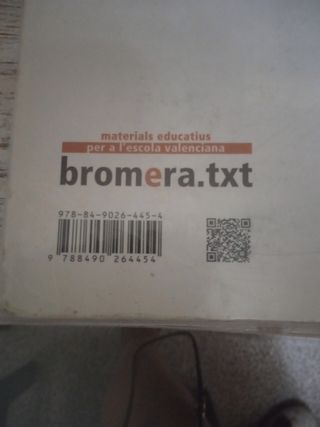 materials educatius
per a l'escola valenciana
bromera.txt
978-84-9026-445-4
9 788490 264454